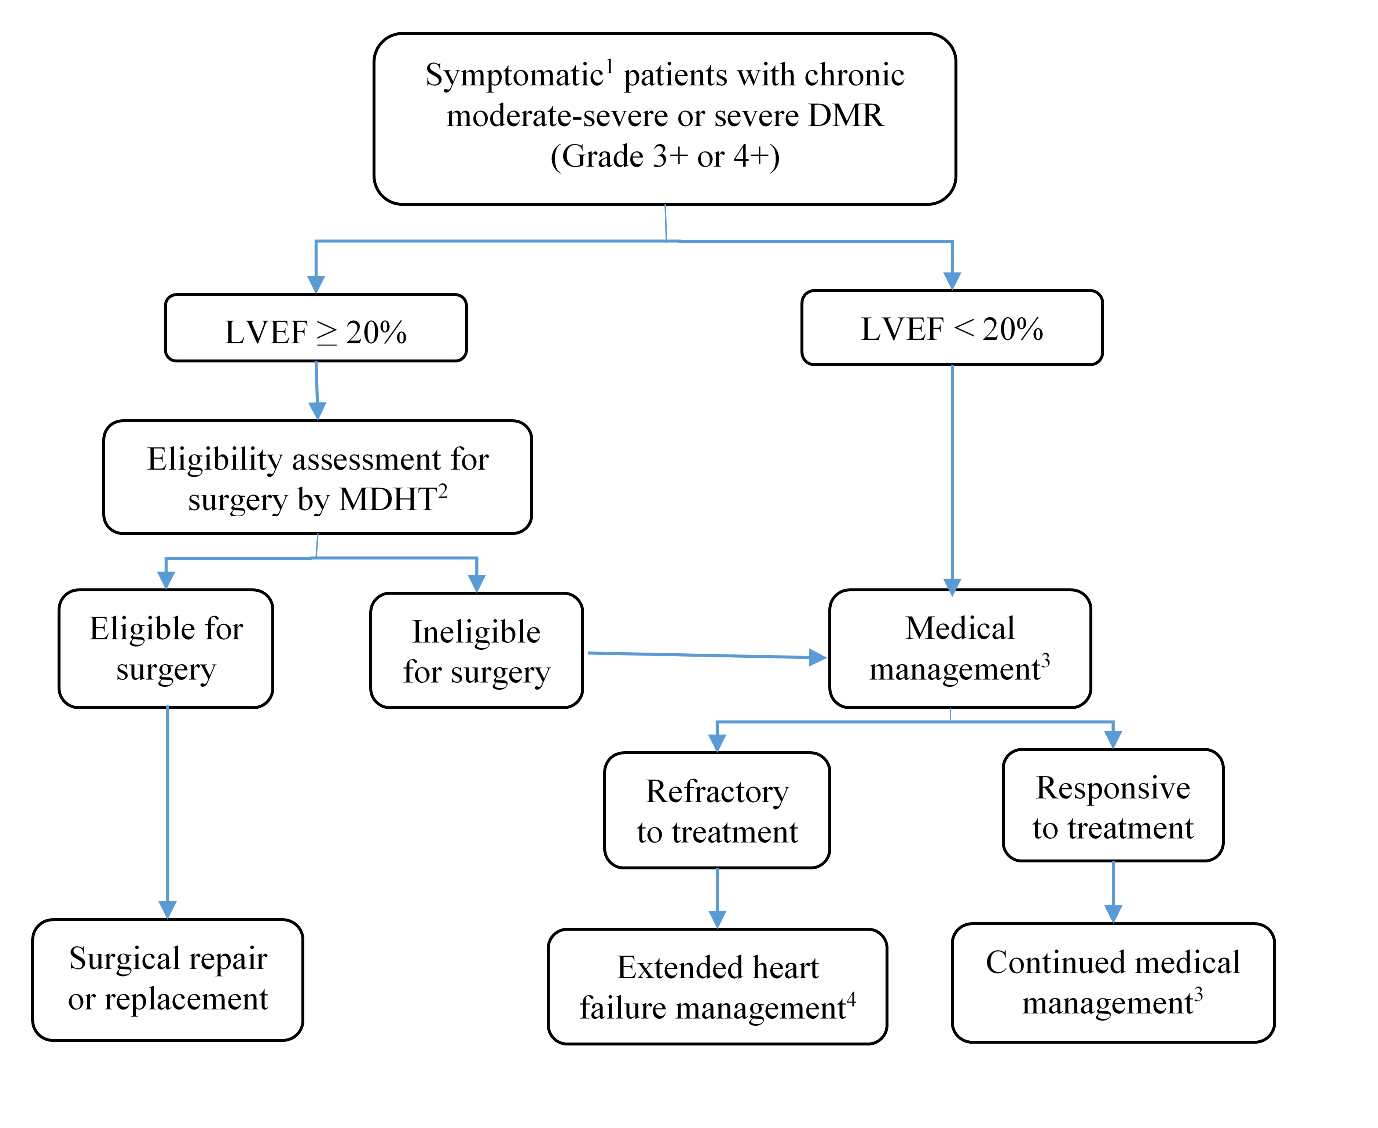 Symptomatic¹ patients with chronic
moderate-severe or severe DMR
(Grade 3+ or 4+)
LVEF ≥ 20%
LVEF < 20%
Eligibility assessment for
surgery by MDHT²
Eligible for
surgery
Ineligible
for surgery
Medical
management³
Refractory
to treatment
Responsive
to treatment
Surgical repair
or replacement
Extended heart
failure management⁴
Continued medical
management³